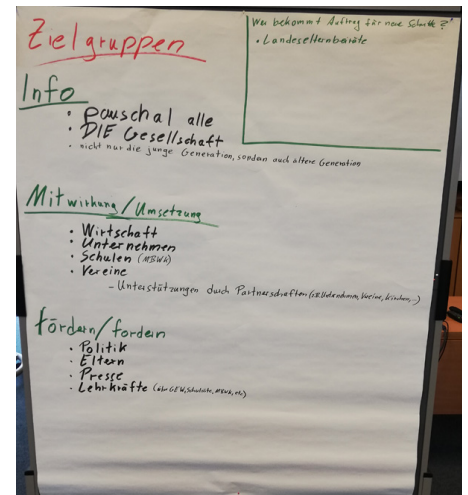 Zielgruppen
Wer bekommt Auftrag für neue Schritte?
• Landeselternbeiräte
Info
• pauschal alle
• DIE Gesellschaft
• nicht nur die junge Generation, sondern auch ältere Generation
Mitwirkung/Umsetzung
• Wirtschaft
• Unternehmen
• Schulen (MBWK)
• Vereine
– Unterstützungen durch Partnerschaften (Unternehmen, Vereine, Kirchen, ..)
fördern/fordern
• Politik
• Eltern
• Presse
• Lehrkräfte (über GEW, Schulräte, MBWK, etc)